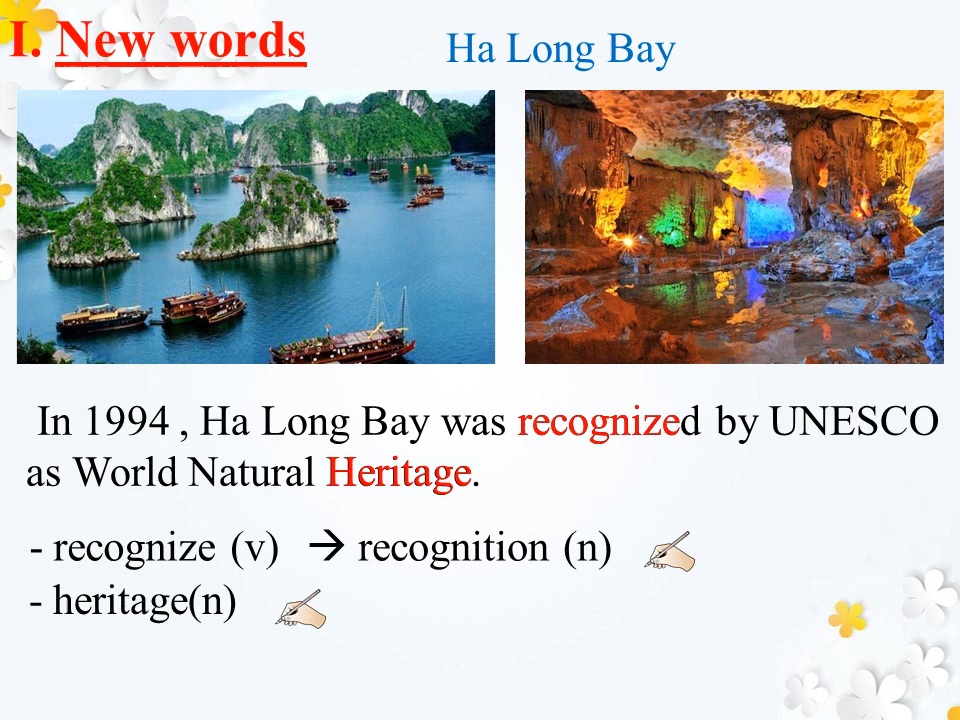 I. New words
Ha Long Bay
In 1994 , Ha Long Bay was recognized by UNESCO
as World Natural Heritage.
- recognize (v) → recognition (n)
- heritage(n)